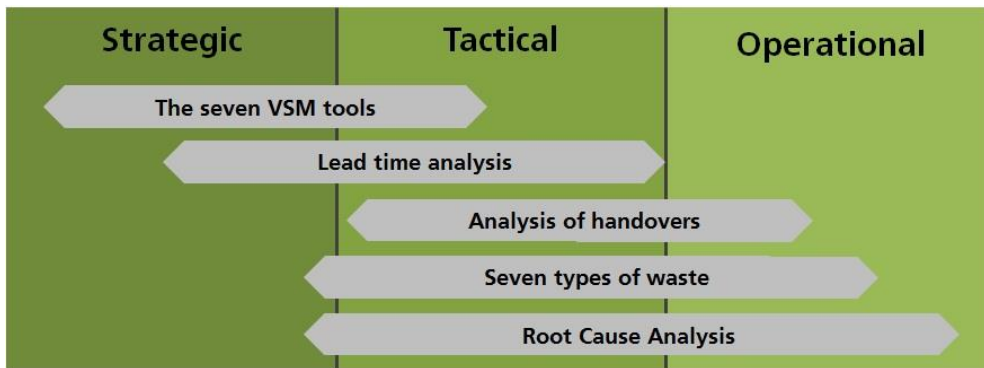 Strategic
Tactical
Operational
The seven VSM tools
Lead time analysis
Analysis of handovers
Seven types of waste
Root Cause Analysis